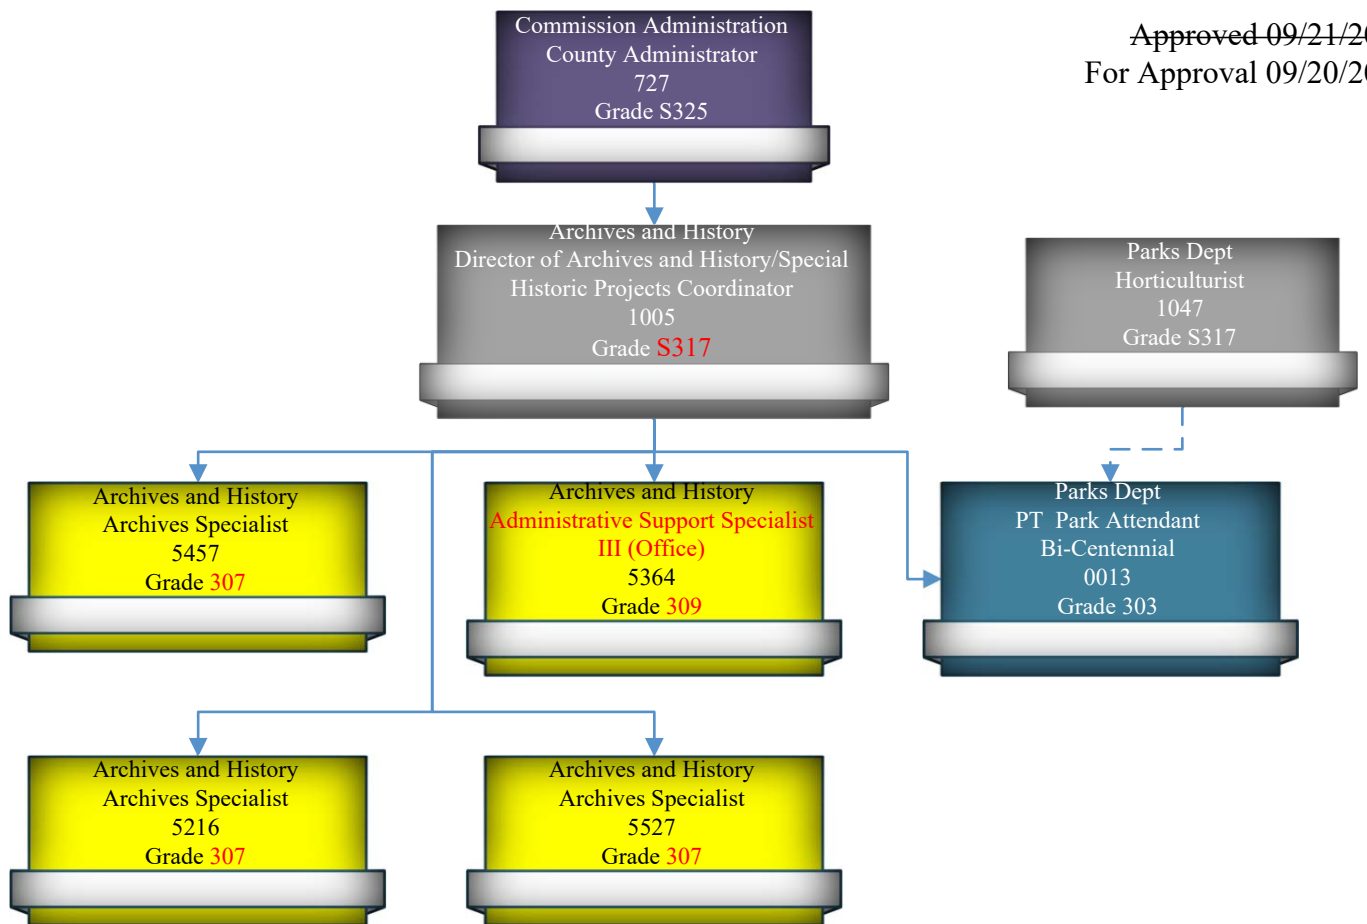 Commission Administration
County Administrator
727
Grade S325
Approved 09/21/20
For Approval 09/20/20
Archives and History
Director of Archives and History/Special
Historic Projects Coordinator
1005
Grade S317
Parks Dept
Horticulturist
1047
Grade S317
Archives and History
Archives Specialist
5457
Grade 307
Archives and History
Administrative Support Specialist
III (Office)
5364
Grade 309
Parks Dept
PT  Park Attendant
Bi-Centennial
0013
Grade 303
Archives and History
Archives Specialist
5216
Grade 307
Archives and History
Archives Specialist
5527
Grade 307